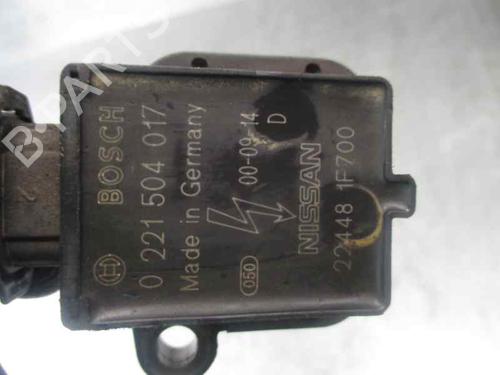 BOSCH
0 221 504 017
Made in Germany
050
00-09-14
D
NISSAN
22448 1F700
B-PARTS